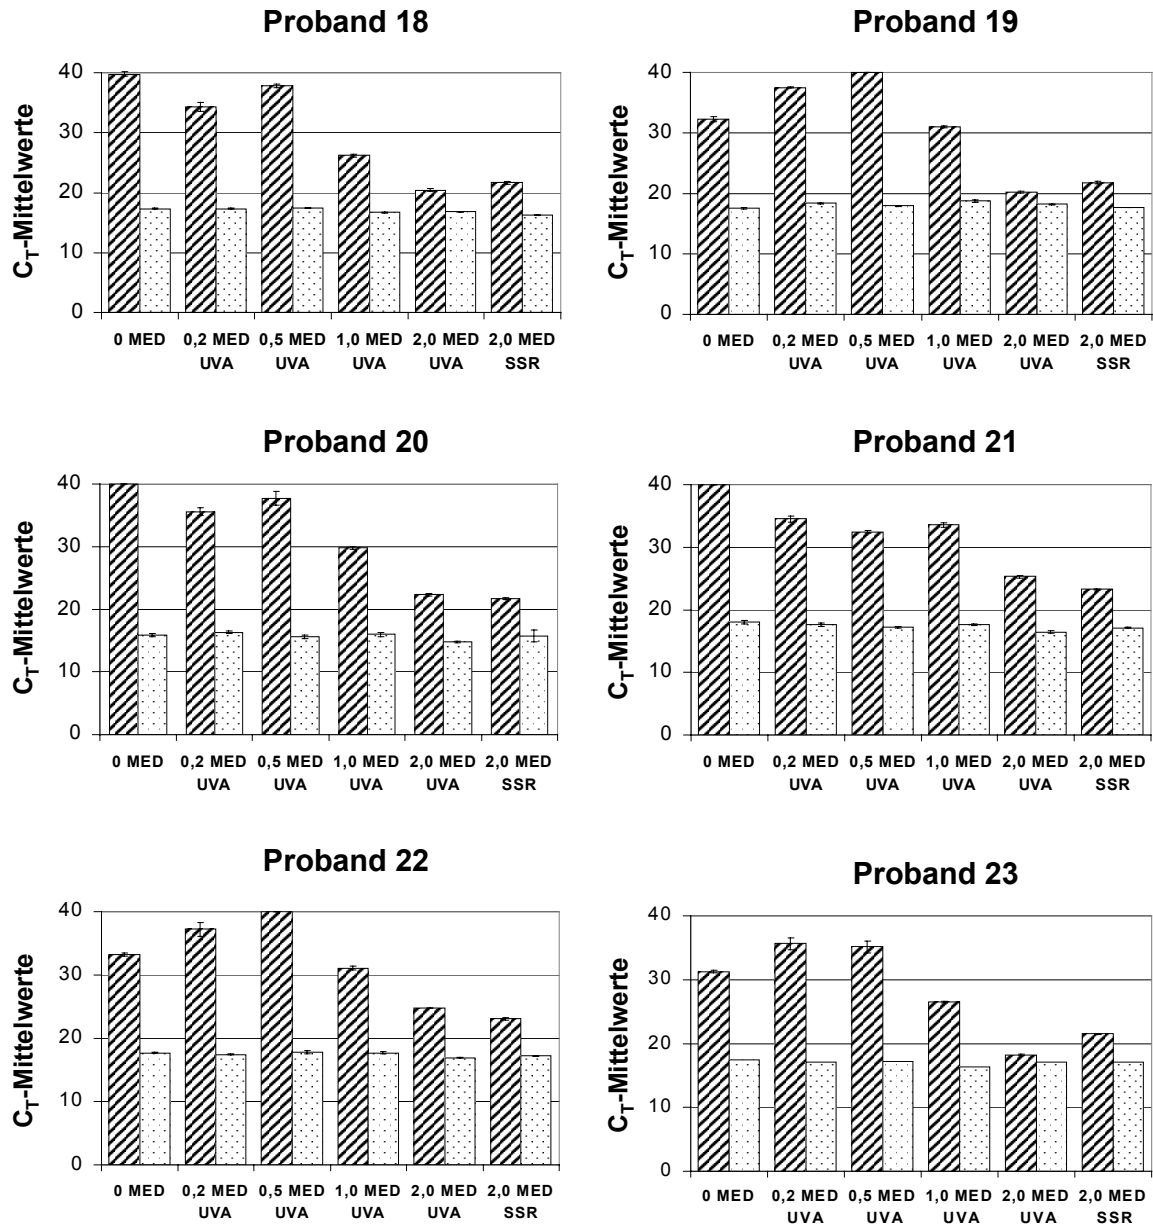 Proband 18
C_T-Mittelwerte
40
30
20
10
0
0 MED 0,2 MED 0,5 MED 1,0 MED 2,0 MED 2,0 MED
UVA UVA UVA UVA SSR
Proband 19
C_T-Mittelwerte
40
30
20
10
0
0 MED 0,2 MED 0,5 MED 1,0 MED 2,0 MED 2,0 MED
UVA UVA UVA UVA SSR
Proband 20
C_T-Mittelwerte
40
30
20
10
0
0 MED 0,2 MED 0,5 MED 1,0 MED 2,0 MED 2,0 MED
UVA UVA UVA UVA SSR
Proband 21
C_T-Mittelwerte
40
30
20
10
0
0 MED 0,2 MED 0,5 MED 1,0 MED 2,0 MED 2,0 MED
UVA UVA UVA UVA SSR
Proband 22
C_T-Mittelwerte
40
30
20
10
0
0 MED 0,2 MED 0,5 MED 1,0 MED 2,0 MED 2,0 MED
UVA UVA UVA UVA SSR
Proband 23
C_T-Mittelwerte
40
30
20
10
0
0 MED 0,2 MED 0,5 MED 1,0 MED 2,0 MED 2,0 MED
UVA UVA UVA UVA SSR